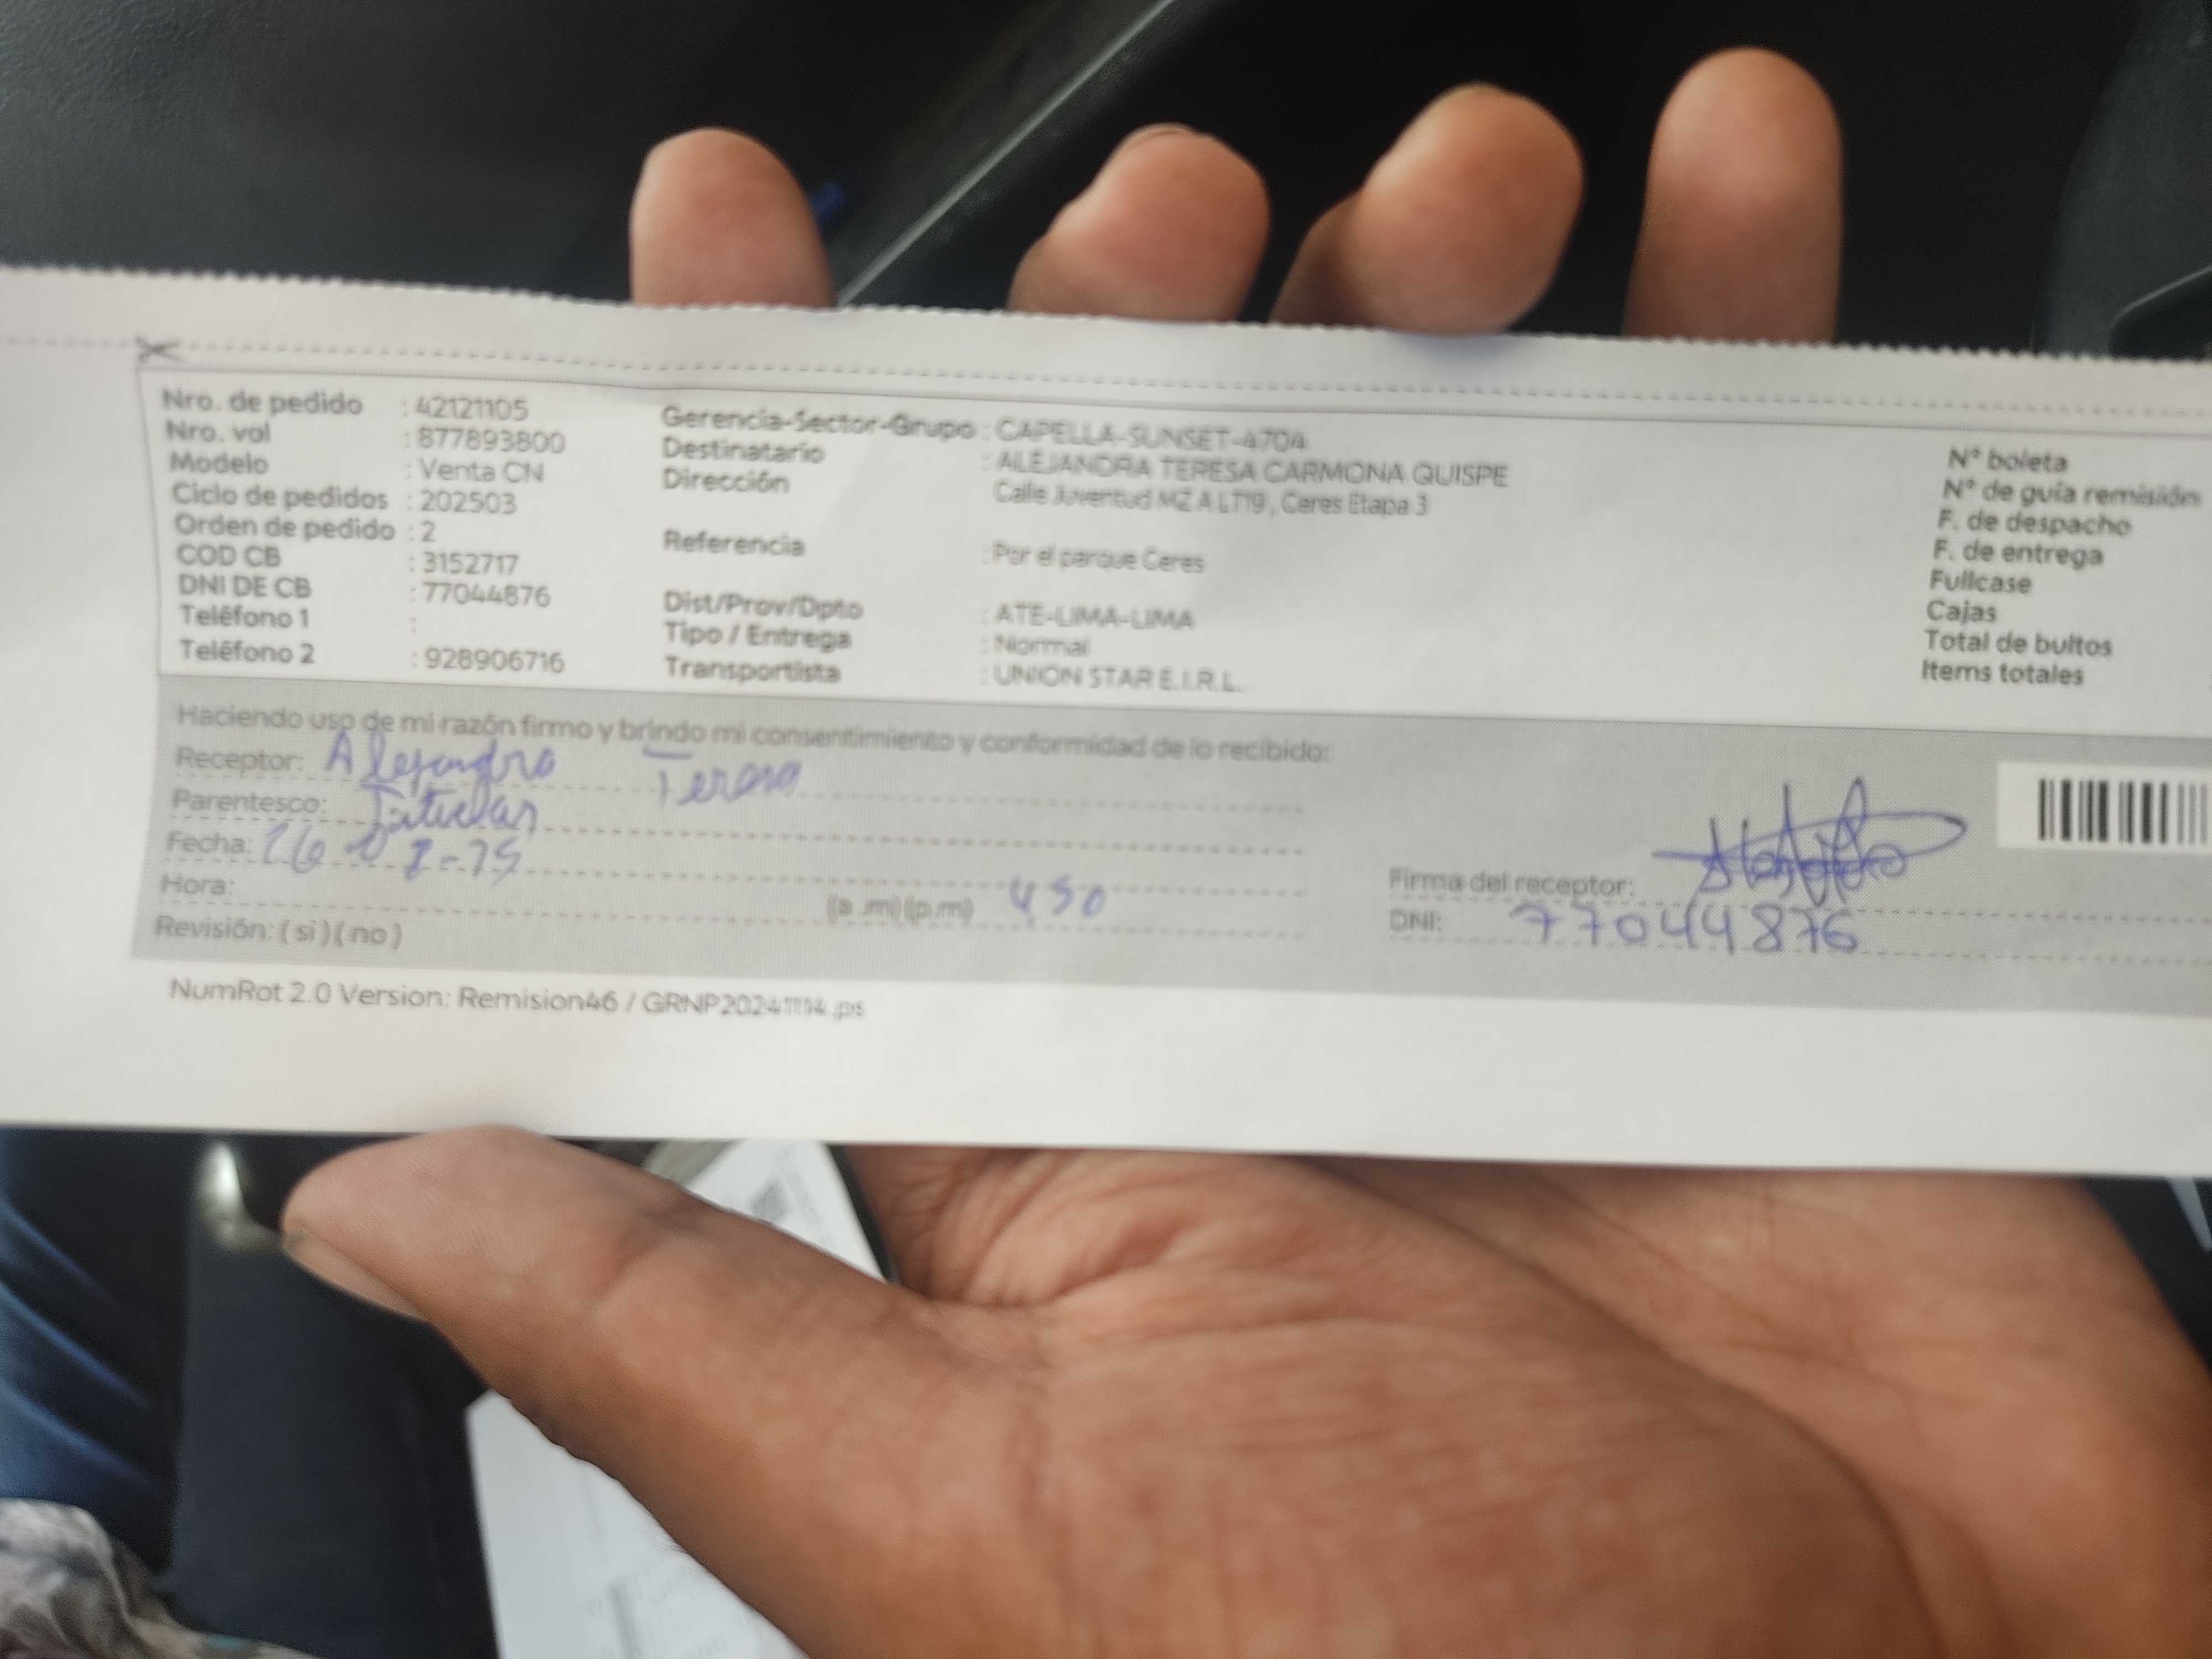 Nro. de pedido : 42121105
Nro. vol : 877893800
Modelo : Venta CN
Ciclo de pedidos : 202503
Orden de pedido : 2
COD CB : 3152717
DNI DE CB : 77044876
Teléfono 1 :
Teléfono 2 : 928906716
Gerencia-Sector-Grupo : CAPELLA-SUNSET-4704
Destinatario : ALEJANDRA TERESA CARMONA QUISPE
Dirección Calle Juventud MZ A LT19 , Ceres Etapa 3
Referencia : Por el parque Ceres
Dist/Prov/Dpto : ATE-LIMA-LIMA
Tipo / Entrega : Normal
Transportista : UNION STAR E.I.R.L.
N° boleta
N° de guía remisión
F. de despacho
F. de entrega
Fullcase
Cajas
Total de bultos
Items totales
Haciendo uso de mi razón firmo y brindo mi consentimiento y conformidad de lo recibido:
Receptor: Alejandra Teresa
Parentesco: Titular
Fecha:
Hora: (a .m) (p.m) 4 50
Revisión: ( si ) ( no )
Firma del receptor:
DNI: 77044876
NumRot 2.0 Version: Remision46 / GRNP20241114.ps